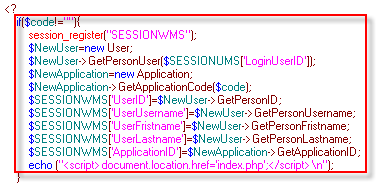 <?
if($code!=""){
session_register("SESSIONWMS");
$NewUser=new User;
$NewUser->GetPersonUser($SESSIONUMS['LoginUserID']);
$NewApplication=new Application;
$NewApplication->GetApplicationCode($code);
$SESSIONWMS['UserID']=$NewUser->GetPersonID;
$SESSIONWMS['UserUsername']=$NewUser->GetPersonUsername;
$SESSIONWMS['UserFristname']=$NewUser->GetPersonFristname;
$SESSIONWMS['UserLastname']=$NewUser->GetPersonLastname;
$SESSIONWMS['ApplicationID']=$NewApplication->GetApplicationID;
echo ("<script> document.location.href='index.php';</script> \n");
}